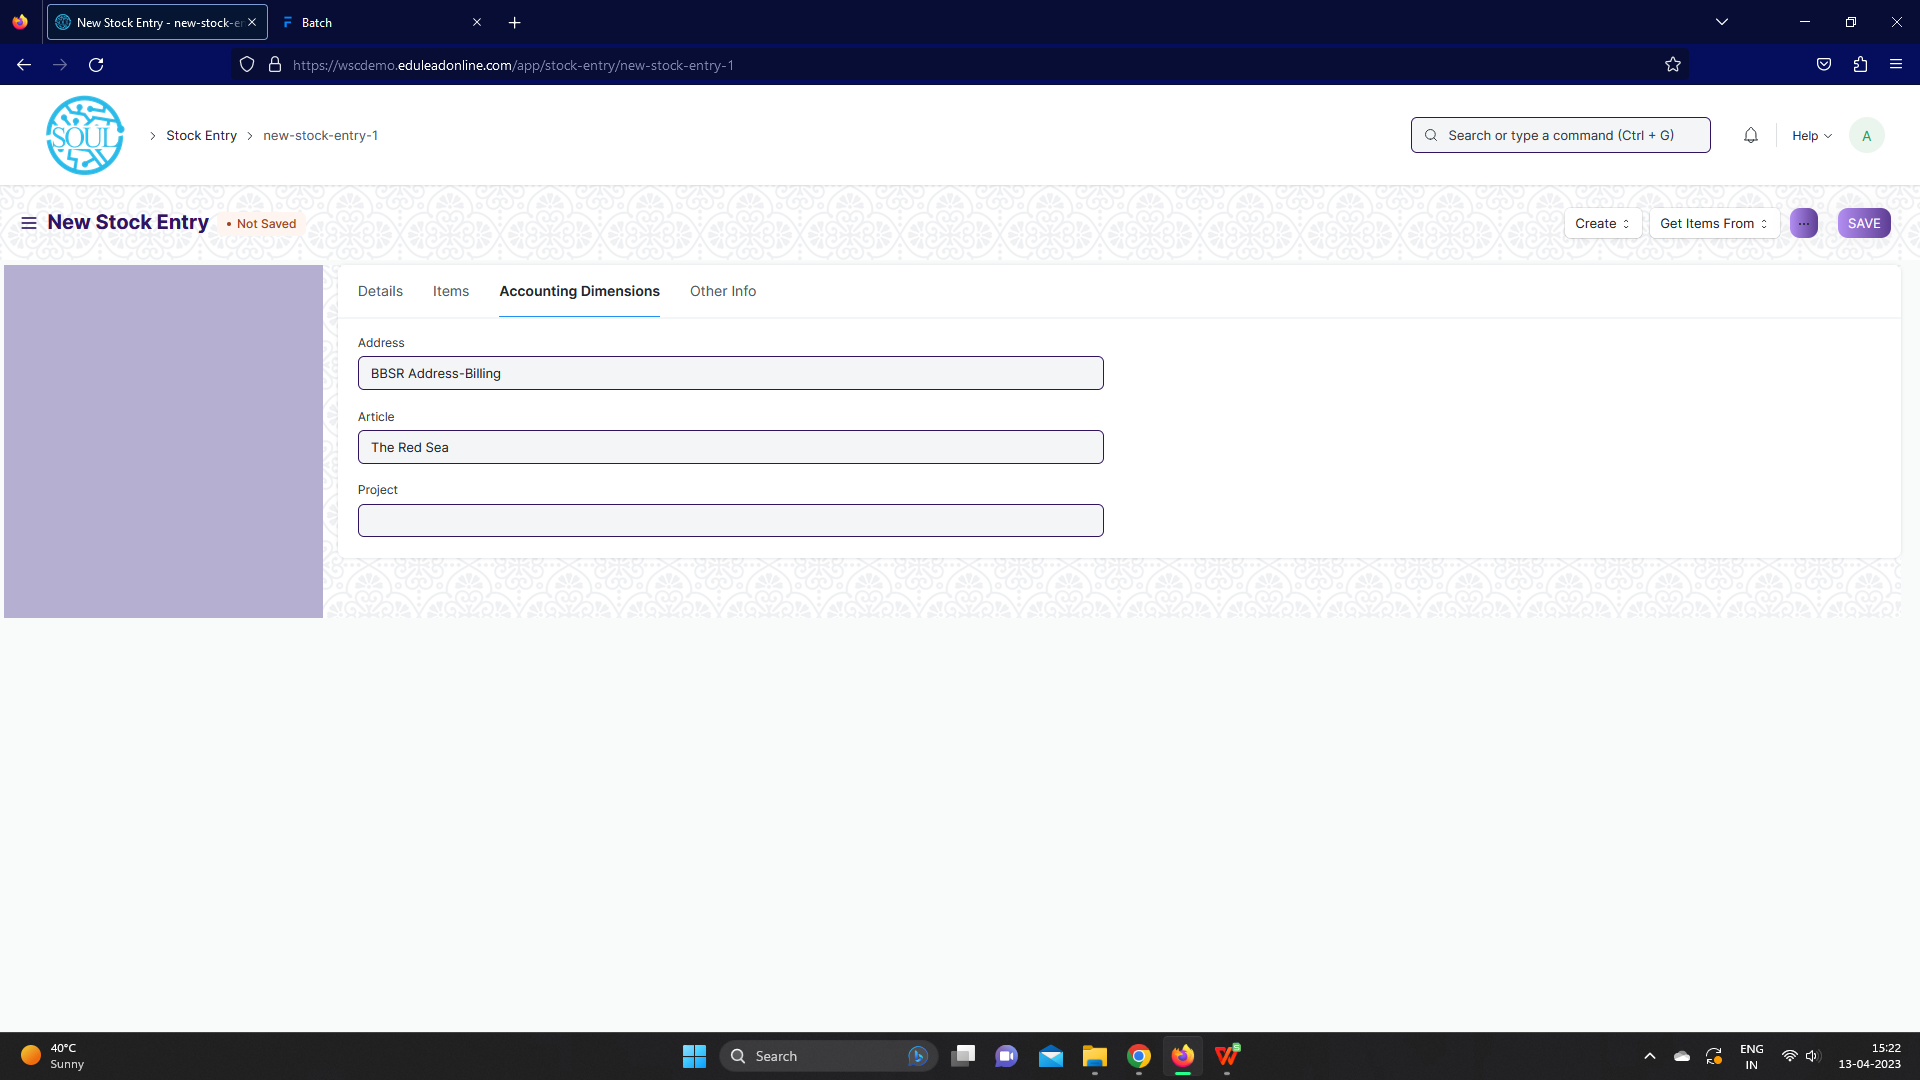 New Stock Entry - new-stock-en
Batch
https://wscdemo.eduleadonline.com/app/stock-entry/new-stock-entry-1
SOUL
Stock Entry
new-stock-entry-1
Search or type a command (Ctrl + G)
Help
A
New Stock Entry
• Not Saved
Create
Get Items From
...
SAVE
Details
Items
Accounting Dimensions
Other Info
Address
BBSR Address-Billing
Article
The Red Sea
Project
40°C
Sunny
Search
ENG
IN
15:22
13-04-2023